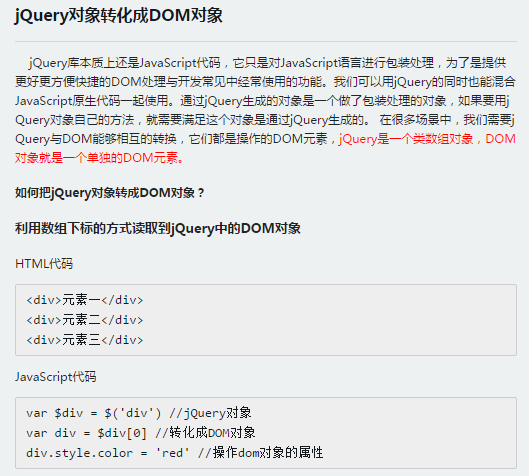 jQuery对象转化成DOM对象
jQuery库本质上还是JavaScript代码，它只是对JavaScript语言进行包装处理，为了是提供
更好更方便快捷的DOM处理与开发常见中经常使用的功能。我们可以用jQuery的同时也能混合
JavaScript原生代码一起使用。通过jQuery生成的对象是一个做了包装处理的对象，如果要用j
Query对象自己的方法，就需要满足这个对象是通过jQuery生成的。 在很多场景中，我们需要j
Query与DOM能够相互的转换，它们都是操作的DOM元素，jQuery是一个类数组对象，DOM
对象就是一个单独的DOM元素。
如何把jQuery对象转成DOM对象？
利用数组下标的方式读取到jQuery中的DOM对象
HTML代码
<div>元素一</div>
<div>元素二</div>
<div>元素三</div>
JavaScript代码
var $div = $('div') //jQuery对象
var div = $div[0] //转化成DOM对象
div.style.color = 'red' //操作dom对象的属性